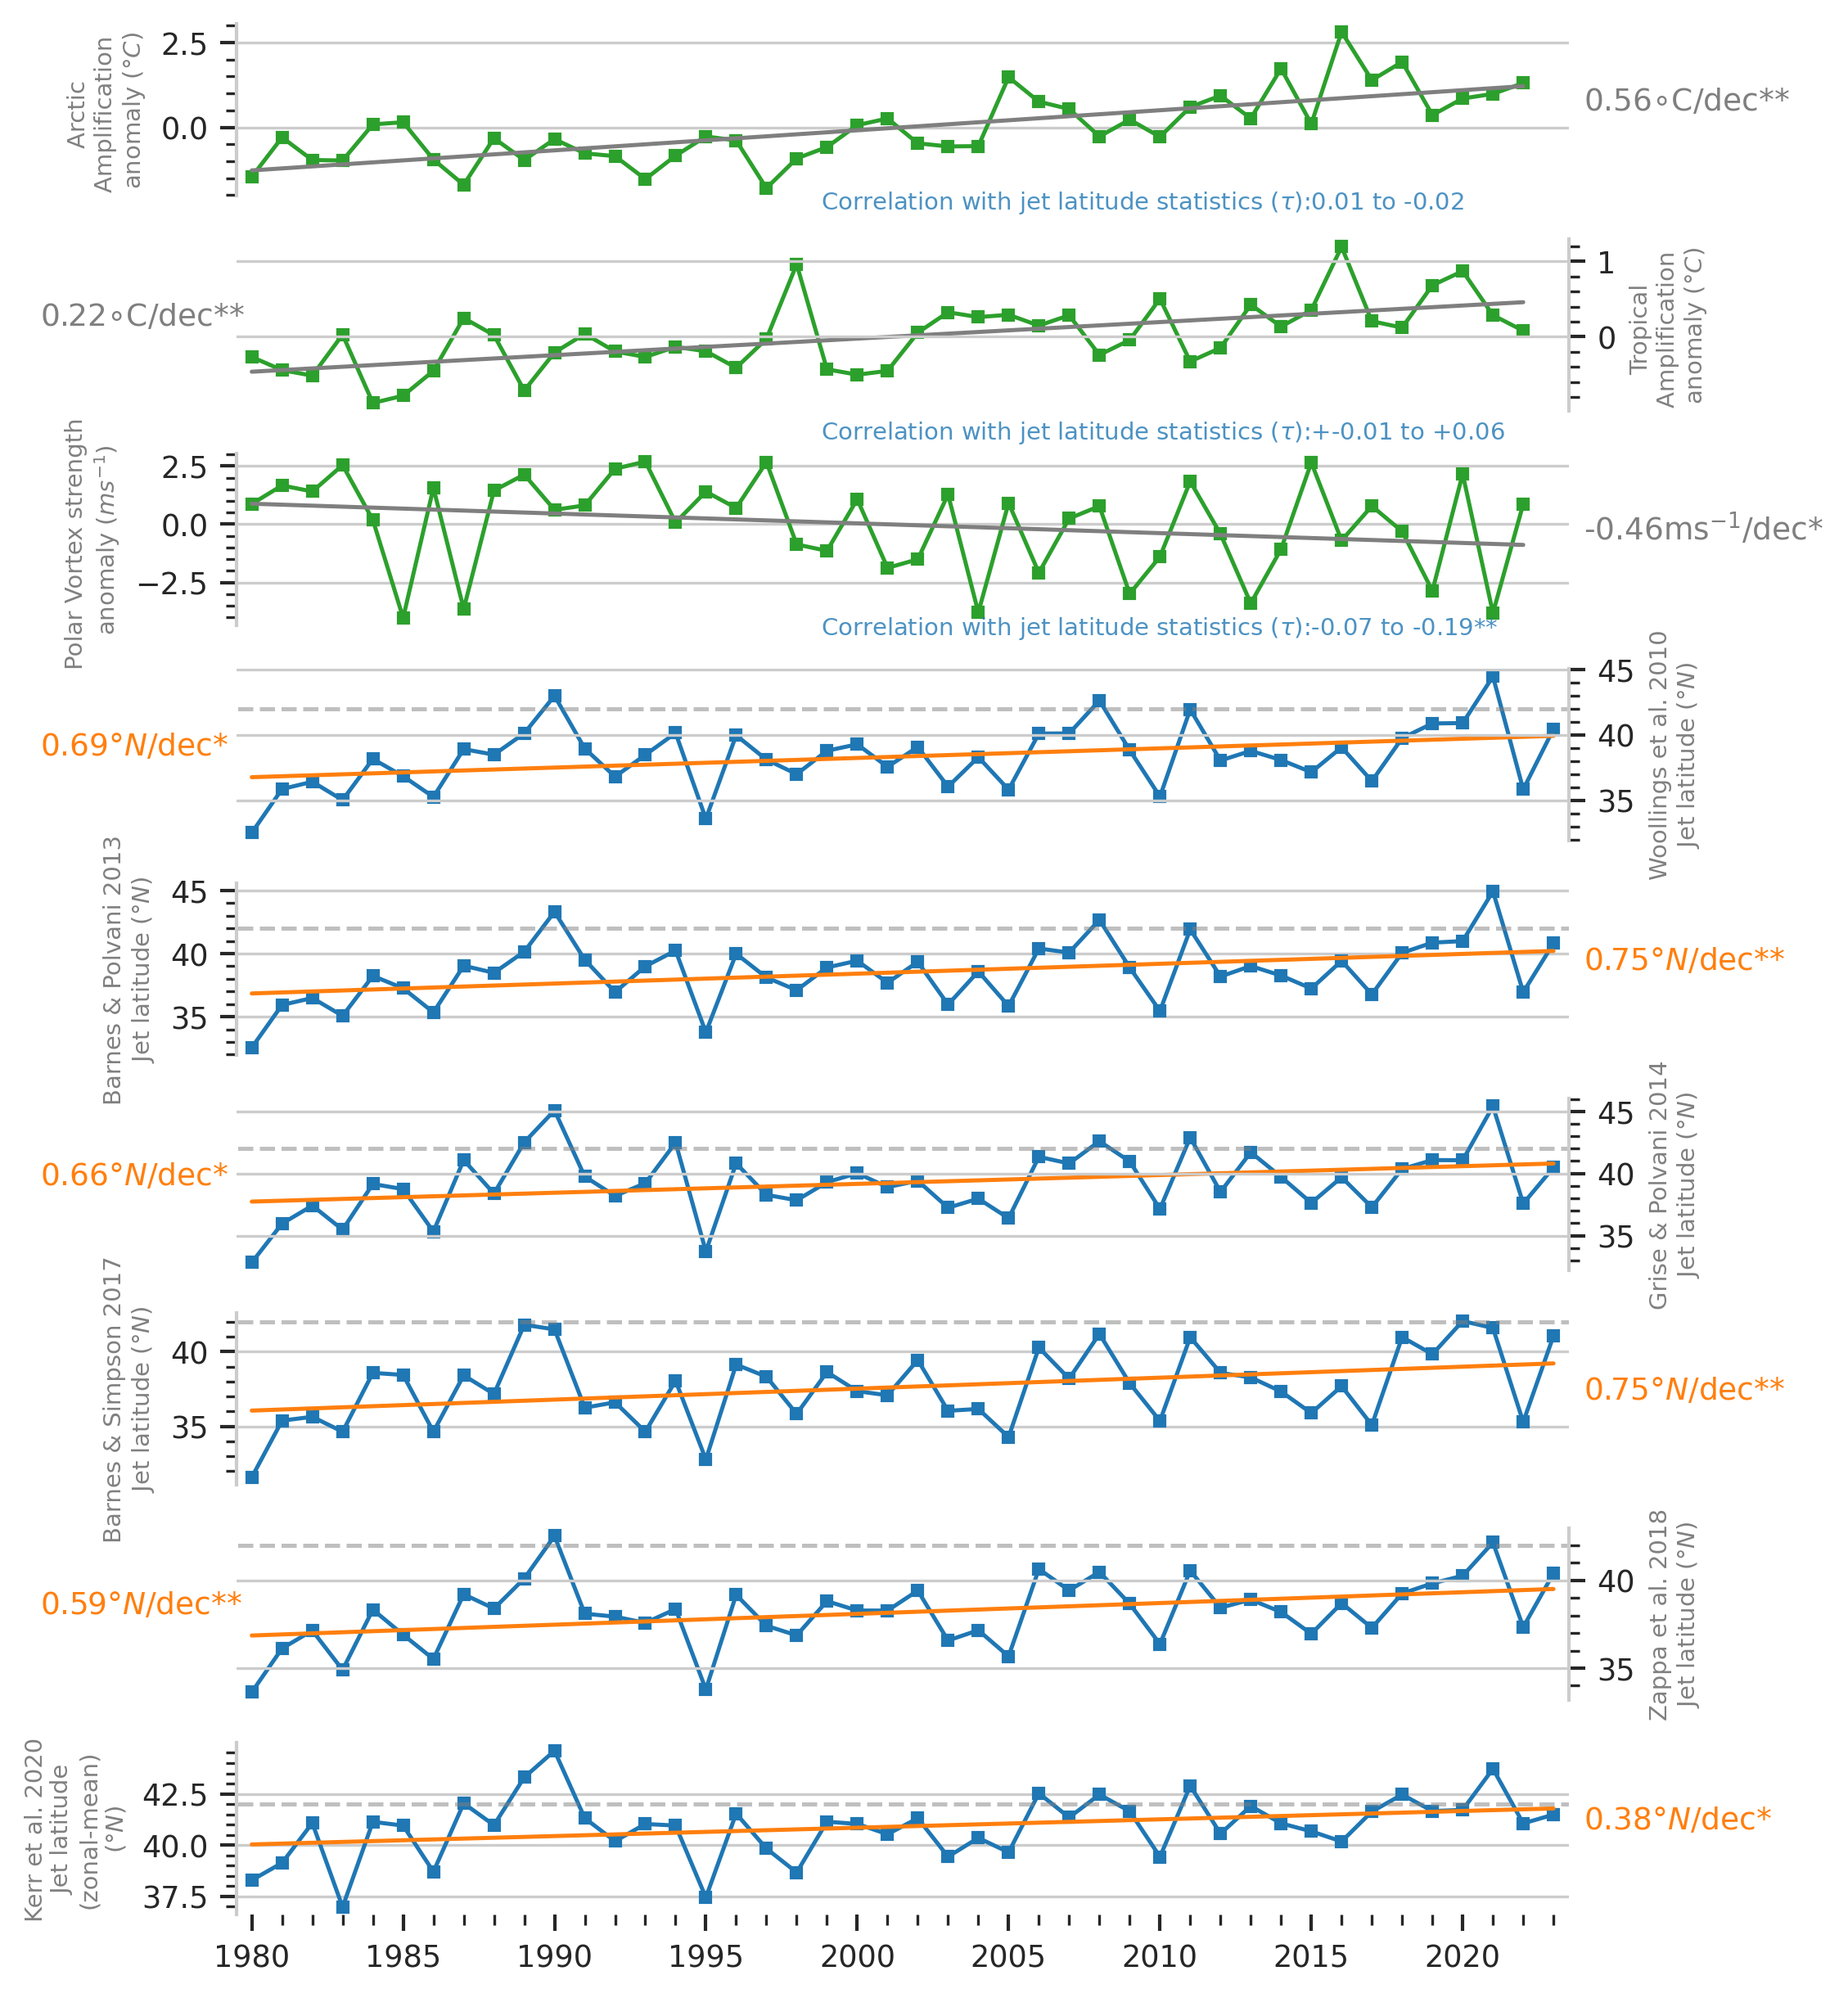 Arctic
Amplification
anomaly (°C)
2.5
0.0
0.56∘C/dec**
Correlation with jet latitude statistics (τ):0.01 to -0.02
0.22∘C/dec**
1
0
Tropical
Amplification
anomaly (°C)
Correlation with jet latitude statistics (τ):+-0.01 to +0.06
Polar Vortex strength
anomaly (ms⁻¹)
2.5
0.0
−2.5
-0.46ms⁻¹/dec*
Correlation with jet latitude statistics (τ):-0.07 to -0.19**
0.69°N/dec*
45
40
35
Woollings et al. 2010
Jet latitude (°N)
Barnes & Polvani 2013
Jet latitude (°N)
45
40
35
0.75°N/dec**
0.66°N/dec*
45
40
35
Grise & Polvani 2014
Jet latitude (°N)
Barnes & Simpson 2017
Jet latitude (°N)
40
35
0.75°N/dec**
0.59°N/dec**
40
35
Zappa et al. 2018
Jet latitude (°N)
Kerr et al. 2020
Jet latitude
(zonal-mean)
(°N)
42.5
40.0
37.5
0.38°N/dec*
1980 1985 1990 1995 2000 2005 2010 2015 2020